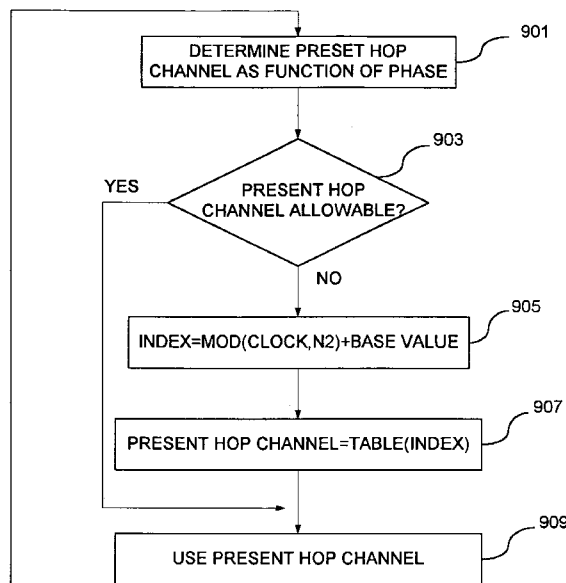 DETERMINE PRESET HOP
CHANNEL AS FUNCTION OF PHASE
901
903
YES
PRESENT HOP
CHANNEL ALLOWABLE?
NO
905
INDEX=MOD(CLOCK,N2)+BASE VALUE
907
PRESENT HOP CHANNEL=TABLE(INDEX)
909
USE PRESENT HOP CHANNEL